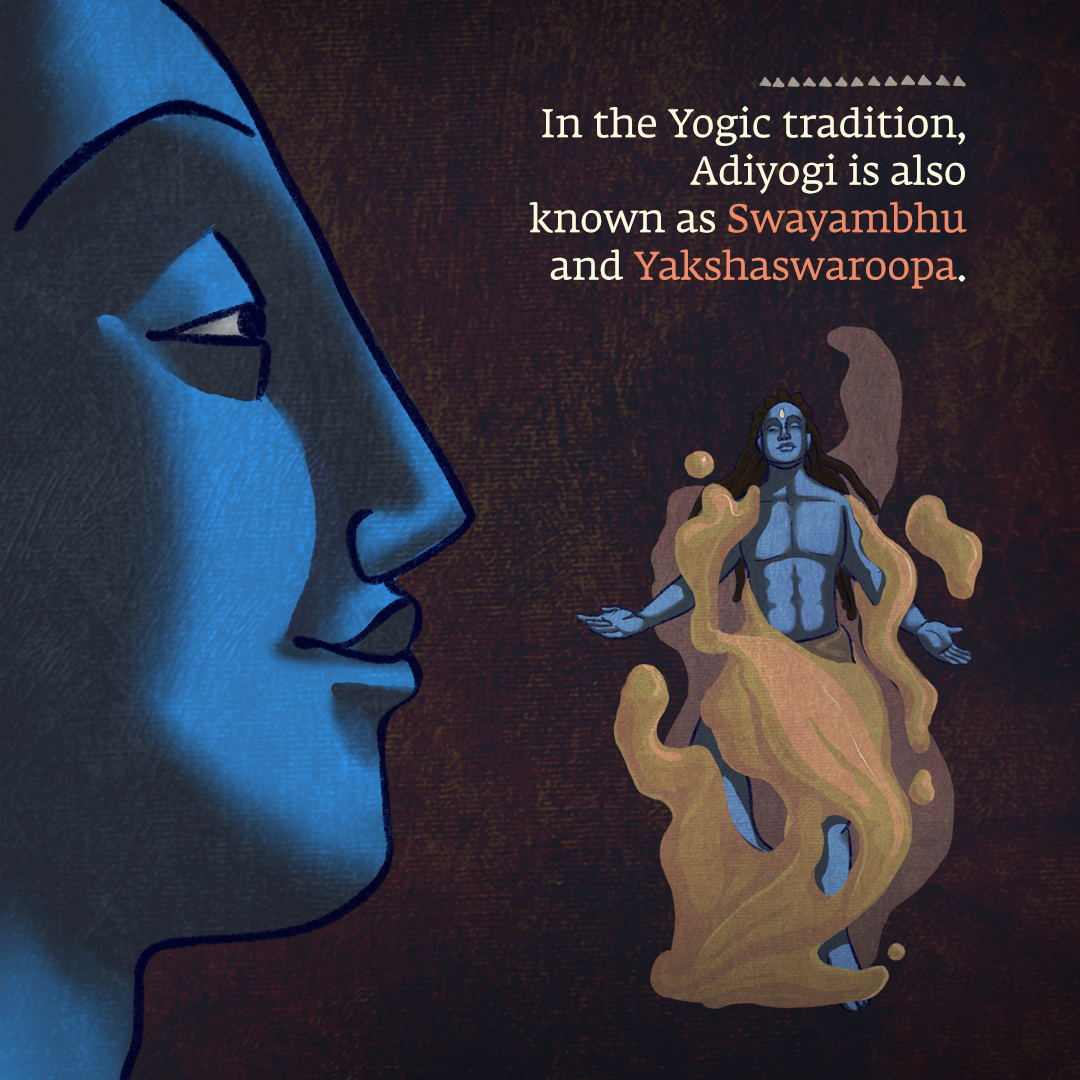 In the Yogic tradition,
Adiyogi is also
known as Swayambhu
and Yakshaswaroopa.